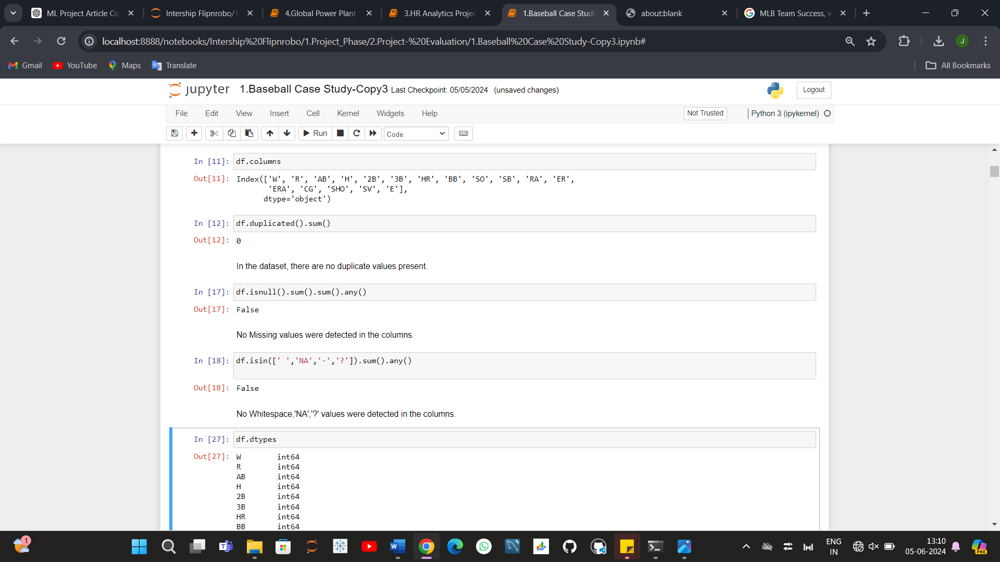 ML Project Article Co
Intership Flipnrobo/1
4.Global Power Plant
3.HR Analytics Projec
1.Baseball Case Study
about:blank
MLB Team Success, w
localhost:8888/notebooks/Intership%20Flipnrobo/1.Project_Phase/2.Project-%20Evaluation/1.Baseball%20Case%20Study-Copy3.ipynb#
J
Gmail YouTube Maps Translate All Bookmarks
jupyter 1.Baseball Case Study-Copy3 Last Checkpoint: 05/05/2024 (unsaved changes) Logout
File Edit View Insert Cell Kernel Widgets Help Not Trusted Python 3 (ipykernel)
Run Code
In [11]: df.columns
Out[11]: Index(['W', 'R', 'AB', 'H', '2B', '3B', 'HR', 'BB', 'SO', 'SB', 'RA', 'ER',
'ERA', 'CG', 'SHO', 'SV', 'E'],
dtype='object')
In [12]: df.duplicated().sum()
Out[12]: 0
In the dataset, there are no duplicate values present.
In [17]: df.isnull().sum().sum().any()
Out[17]: False
No Missing values were detected in the columns.
In [18]: df.isin([' ','NA','-','?']).sum().any()
Out[18]: False
No Whitespace,'NA','?' values were detected in the columns.
In [27]: df.dtypes
Out[27]: W int64
R int64
AB int64
H int64
2B int64
3B int64
HR int64
BB int64
1
ENG
IN
13:10
05-06-2024
PRE